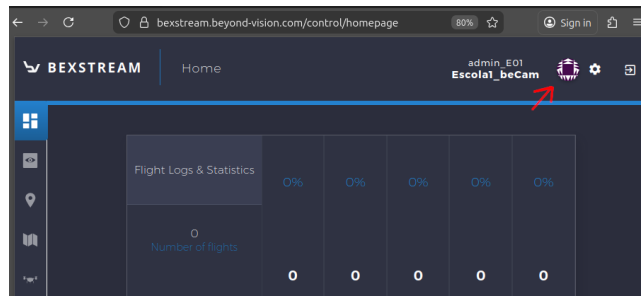 bexstream.beyond-vision.com/control/homepage
80%
Sign in
BEXSTREAM
Home
admin_E01
Escola1_beCam
Flight Logs & Statistics
0%
0%
0%
0%
0%
0
Number of flights
0
0
0
0
0